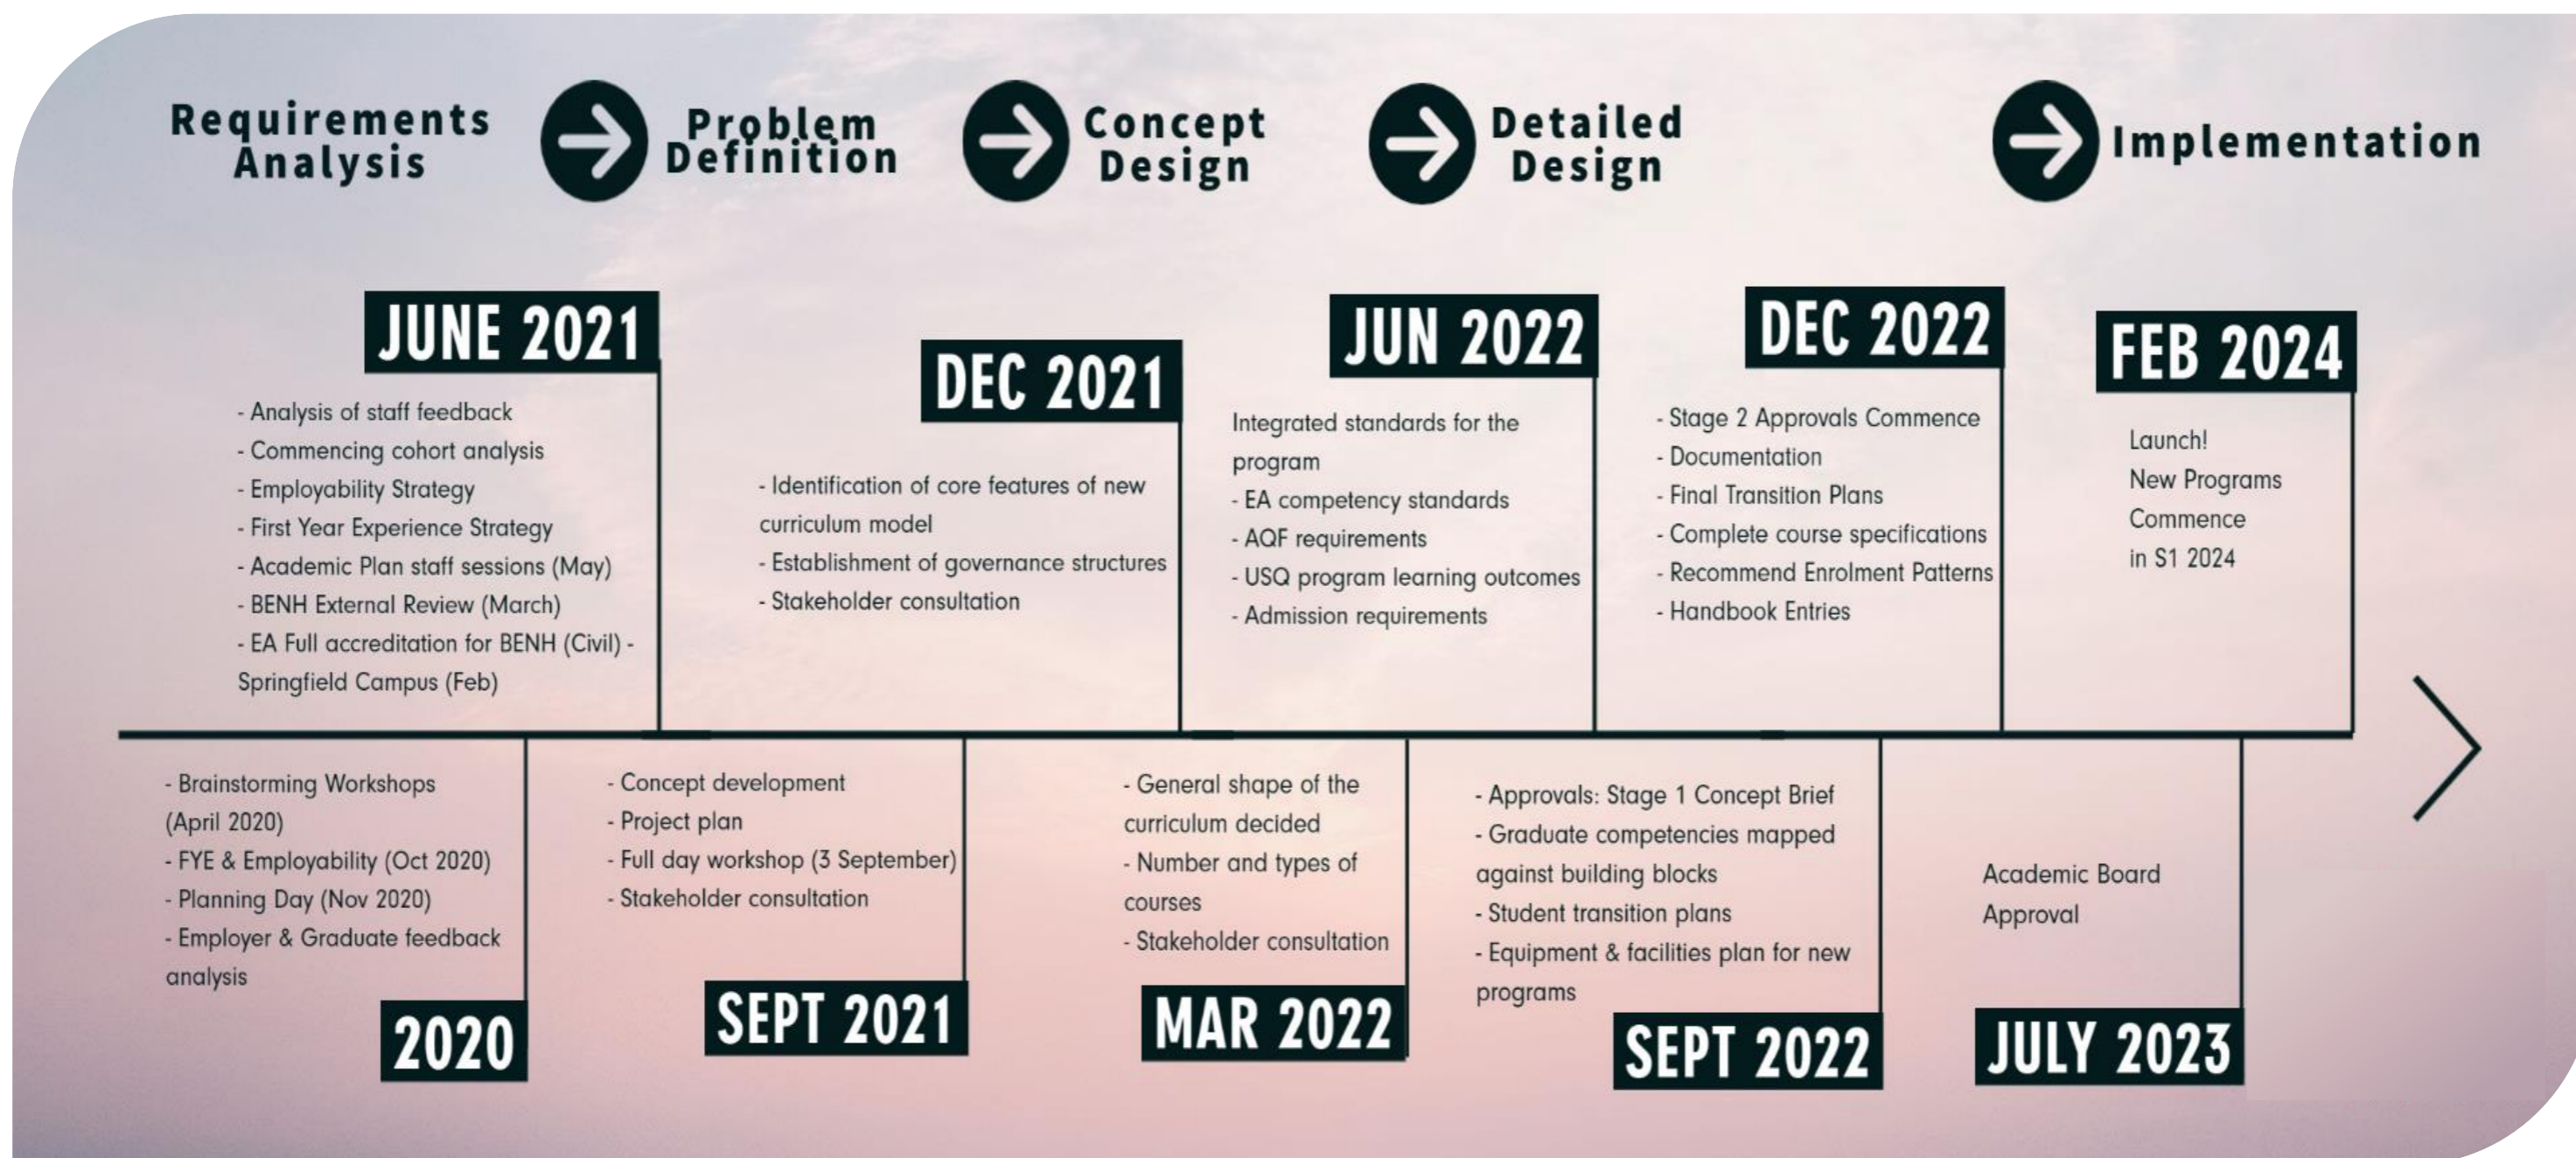 Requirements
Analysis
Problem
Definition
Concept
Design
Detailed
Design
Implementation
JUNE 2021
- Analysis of staff feedback
- Commencing cohort analysis
- Employability Strategy
- First Year Experience Strategy
- Academic Plan staff sessions (May)
- BENH External Review (March)
- EA Full accreditation for BENH (Civil) -
Springfield Campus (Feb)
DEC 2021
- Identification of core features of new
curriculum model
- Establishment of governance structures
- Stakeholder consultation
JUN 2022
Integrated standards for the
program
- EA competency standards
- AQF requirements
- USQ program learning outcomes
- Admission requirements
DEC 2022
- Stage 2 Approvals Commence
- Documentation
- Final Transition Plans
- Complete course specifications
- Recommend Enrolment Patterns
- Handbook Entries
FEB 2024
Launch!
New Programs
Commence
in S1 2024
- Brainstorming Workshops
(April 2020)
- FYE & Employability (Oct 2020)
- Planning Day (Nov 2020)
- Employer & Graduate feedback
analysis
2020
- Concept development
- Project plan
- Full day workshop (3 September)
- Stakeholder consultation
SEPT 2021
- General shape of the
curriculum decided
- Number and types of
courses
- Stakeholder consultation
MAR 2022
- Approvals: Stage 1 Concept Brief
- Graduate competencies mapped
against building blocks
- Student transition plans
- Equipment & facilities plan for new
programs
SEPT 2022
Academic Board
Approval
JULY 2023